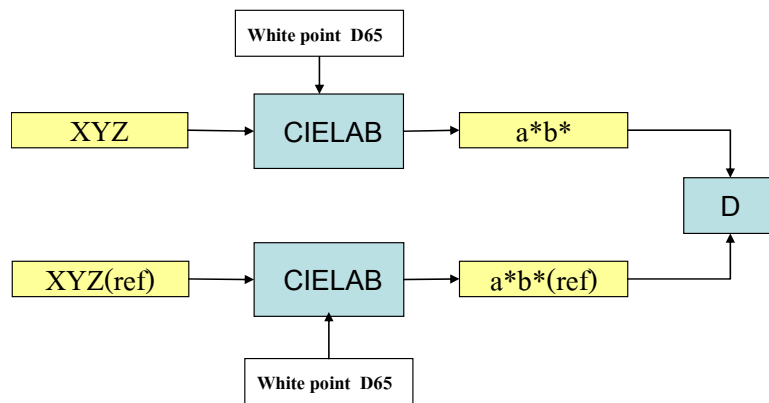 White point D65
XYZ
CIELAB
a*b*
D
XYZ(ref)
CIELAB
a*b*(ref)
White point D65